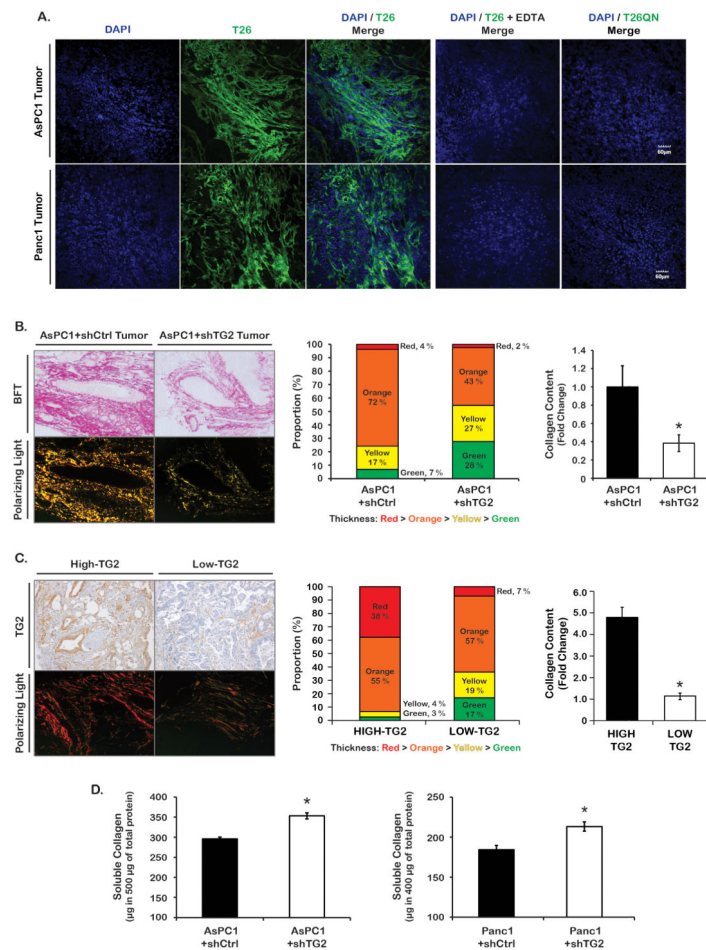 A.
DAPI
T26
DAPI / T26
Merge
DAPI / T26 + EDTA
Merge
DAPI / T26QN
Merge
AsPC1 Tumor
60µm
Panc1 Tumor
60µm
B.
AsPC1+shCtrl Tumor
AsPC1+shTG2 Tumor
BFT
Polarizing Light
Proportion (%)
100
90
80
70
60
50
40
30
20
10
0
Red, 4 %
Orange
72 %
Yellow
17 %
Green, 7 %
Red, 2 %
Orange
43 %
Yellow
27 %
Green
28 %
AsPC1
+shCtrl
AsPC1
+shTG2
Thickness: Red > Orange > Yellow > Green
Collagen Content
(Fold Change)
1.4
1.2
1.0
0.8
0.6
0.4
0.2
0
*
AsPC1
+shCtrl
AsPC1
+shTG2
C.
High-TG2
Low-TG2
TG2
Polarizing Light
Proportion (%)
100
90
80
70
60
50
40
30
20
10
0
Red
38 %
Orange
55 %
Yellow, 4 %
Green, 3 %
Red, 7 %
Orange
57 %
Yellow
19 %
Green
17 %
HIGH-TG2
LOW-TG2
Thickness: Red > Orange > Yellow > Green
Collagen Content
(Fold Change)
6.0
5.0
4.0
3.0
2.0
1.0
0
*
HIGH
TG2
LOW
TG2
D.
Soluble Collagen
(µg in 500 µg of total protein)
400
350
300
250
200
150
100
*
AsPC1
+shCtrl
AsPC1
+shTG2
Soluble Collagen
(µg in 400 µg of total protein)
250
200
150
100
*
Panc1
+shCtrl
Panc1
+shTG2